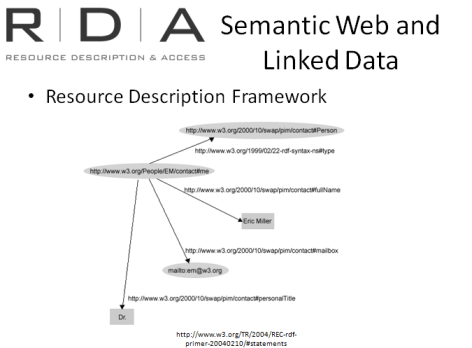 R | D | A
RESOURCE DESCRIPTION & ACCESS
Semantic Web and
Linked Data
• Resource Description Framework
http://www.w3.org/2000/10/swap/pim/contact#Person
http://www.w3.org/1999/02/22-rdf-syntax-ns#type
http://www.w3.org/People/EM/contact#me
http://www.w3.org/2000/10/swap/pim/contact#fullName
Eric Miller
http://www.w3.org/2000/10/swap/pim/contact#mailbox
mailto:em@w3.org
http://www.w3.org/2000/10/swap/pim/contact#personalTitle
Dr.
http://www.w3.org/TR/2004/REC-rdf-
primer-20040210/#statements